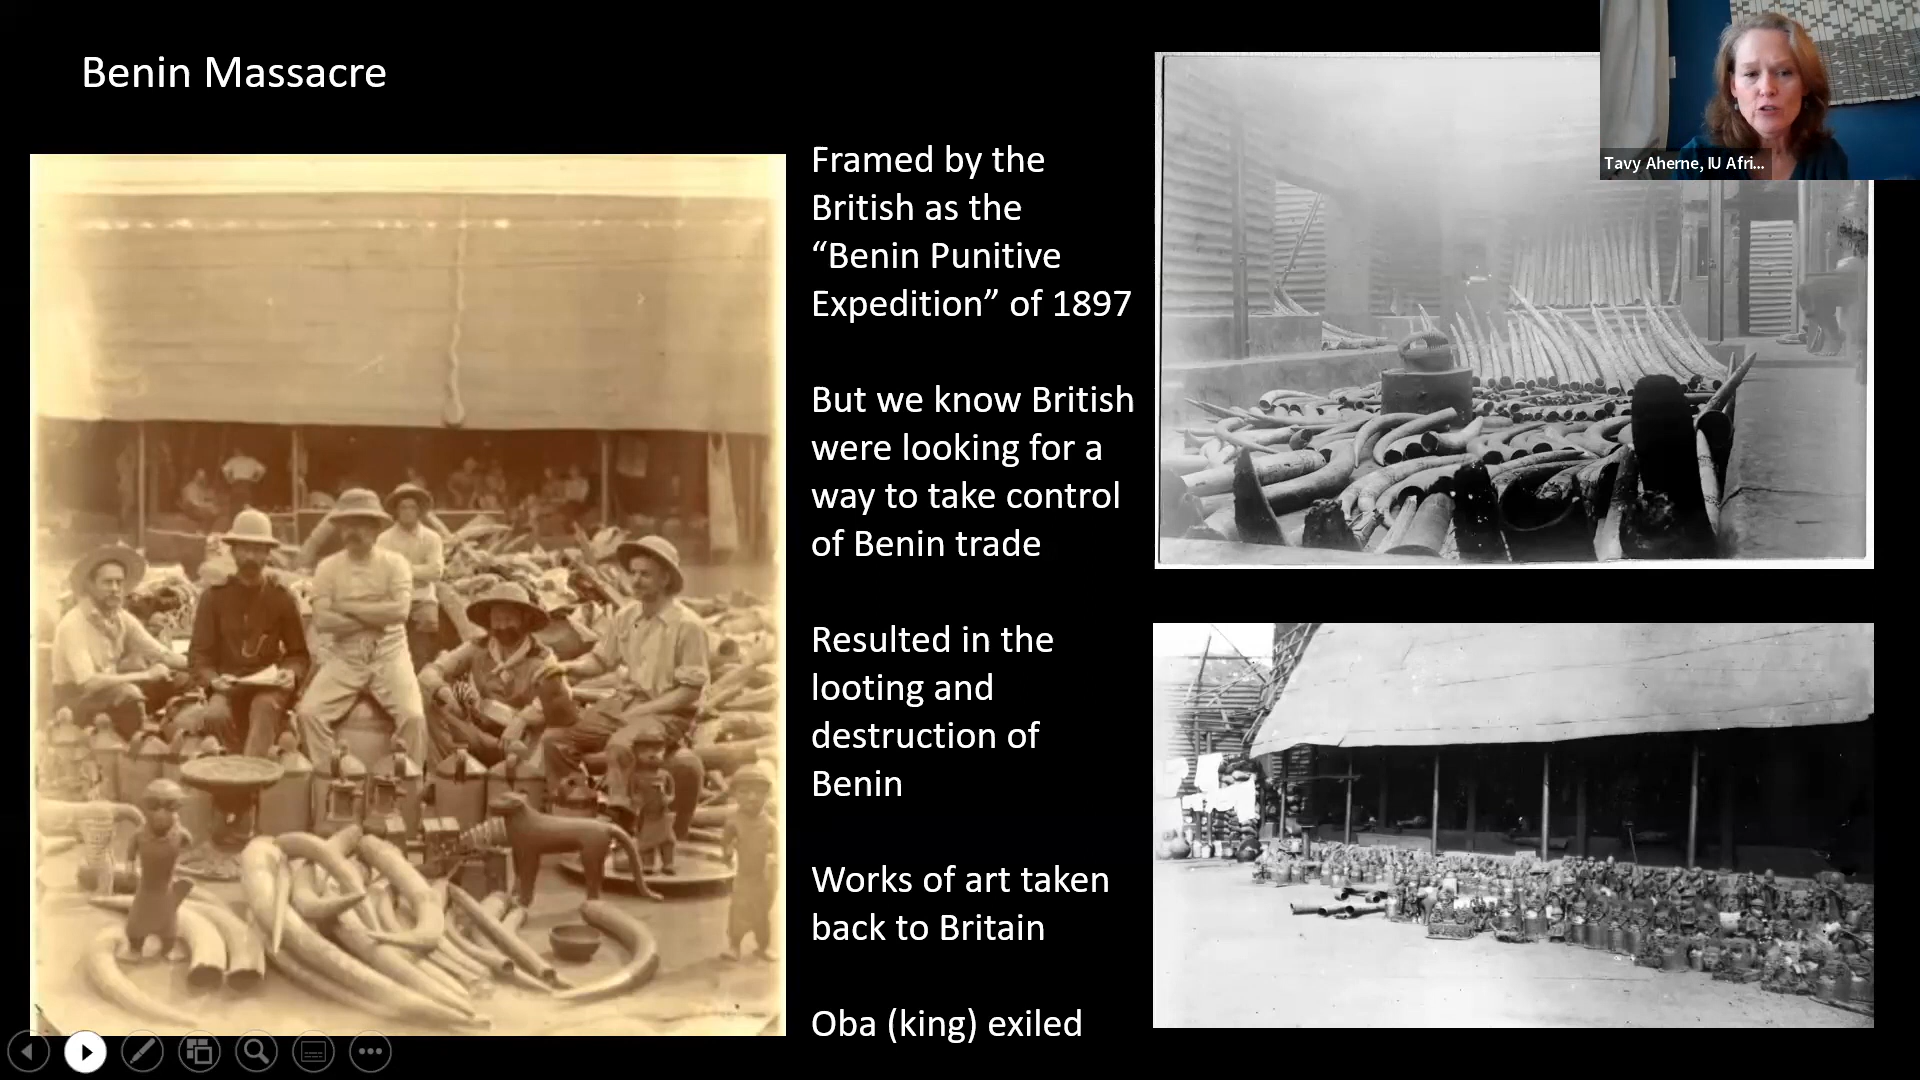 Benin Massacre
Framed by the
British as the
“Benin Punitive
Expedition” of 1897
But we know British
were looking for a
way to take control
of Benin trade
Resulted in the
looting and
destruction of
Benin
Works of art taken
back to Britain
Oba (king) exiled
Tavy Aherne, IU Afri...